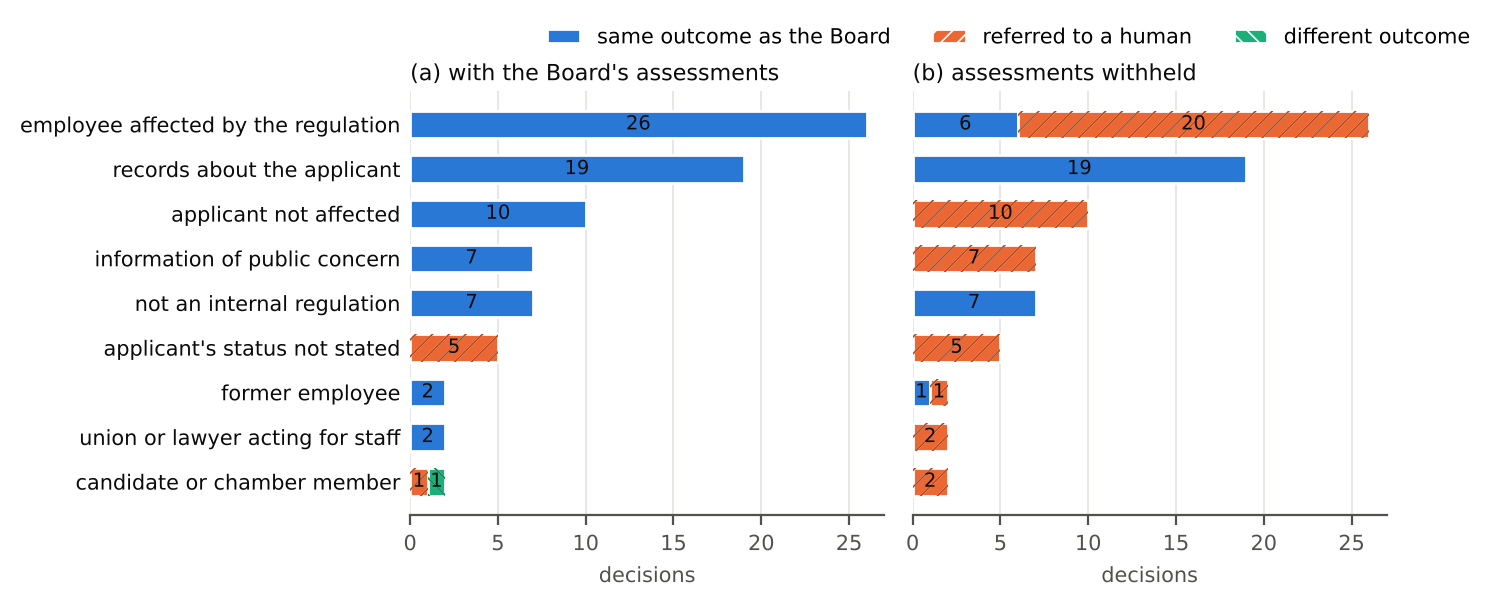 same outcome as the Board referred to a human different outcome
(a) with the Board's assessments (b) assessments withheld
employee affected by the regulation 26 6 20
records about the applicant 19 19
applicant not affected 10 10
information of public concern 7 7
not an internal regulation 7 7
applicant's status not stated 5 5
former employee 2 1 1
union or lawyer acting for staff 2 2
candidate or chamber member 1 1 2
0 5 10 15 20 25 0 5 10 15 20 25
decisions decisions